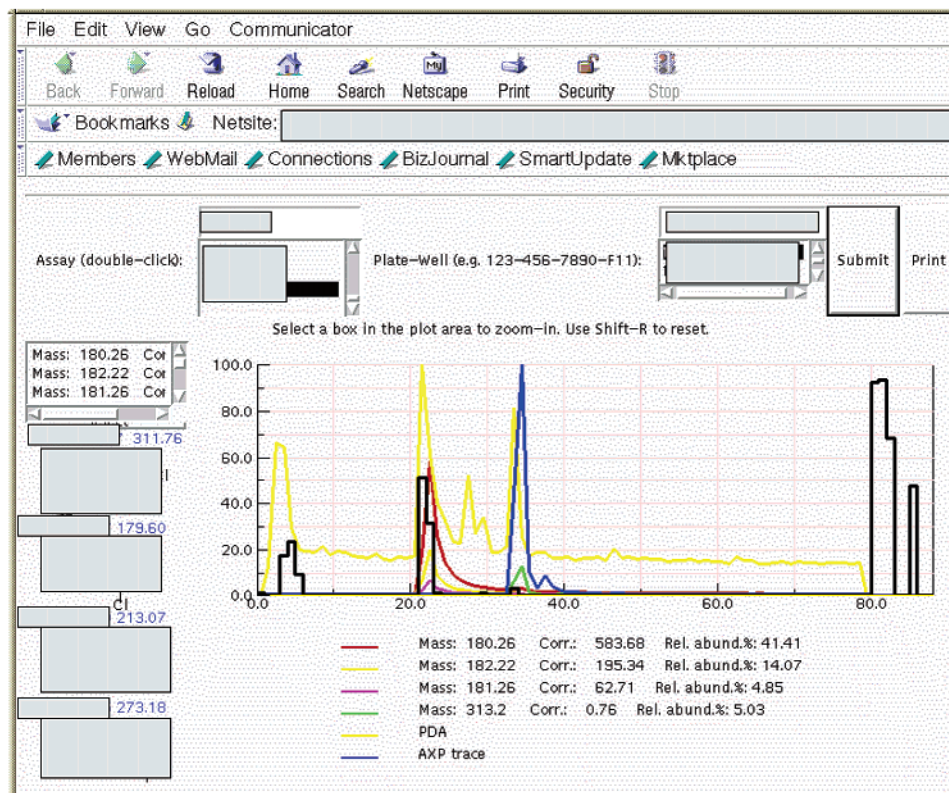 File Edit View Go Communicator
Back Forward Reload Home Search Netscape Print Security Stop
My
Bookmarks Netsite:
Members WebMail Connections BizJournal SmartUpdate Mktplace
Assay (double-click): Plate-Well (e.g. 123-456-7890-F11): Submit Print
Select a box in the plot area to zoom-in. Use Shift-R to reset.
Mass: 180.26 Cor
Mass: 182.22 Cor
Mass: 181.26 Cor
311.76
179.60
Cl
213.07
273.18
100.0
80.0
60.0
40.0
20.0
0.0
0.0 20.0 40.0 60.0 80.0
Mass: 180.26 Corr.: 583.68 Rel. abund.%: 41.41
Mass: 182.22 Corr.: 195.34 Rel. abund.%: 14.07
Mass: 181.26 Corr.: 62.71 Rel. abund.%: 4.85
Mass: 313.2 Corr.: 0.76 Rel. abund.%: 5.03
PDA
AXP trace